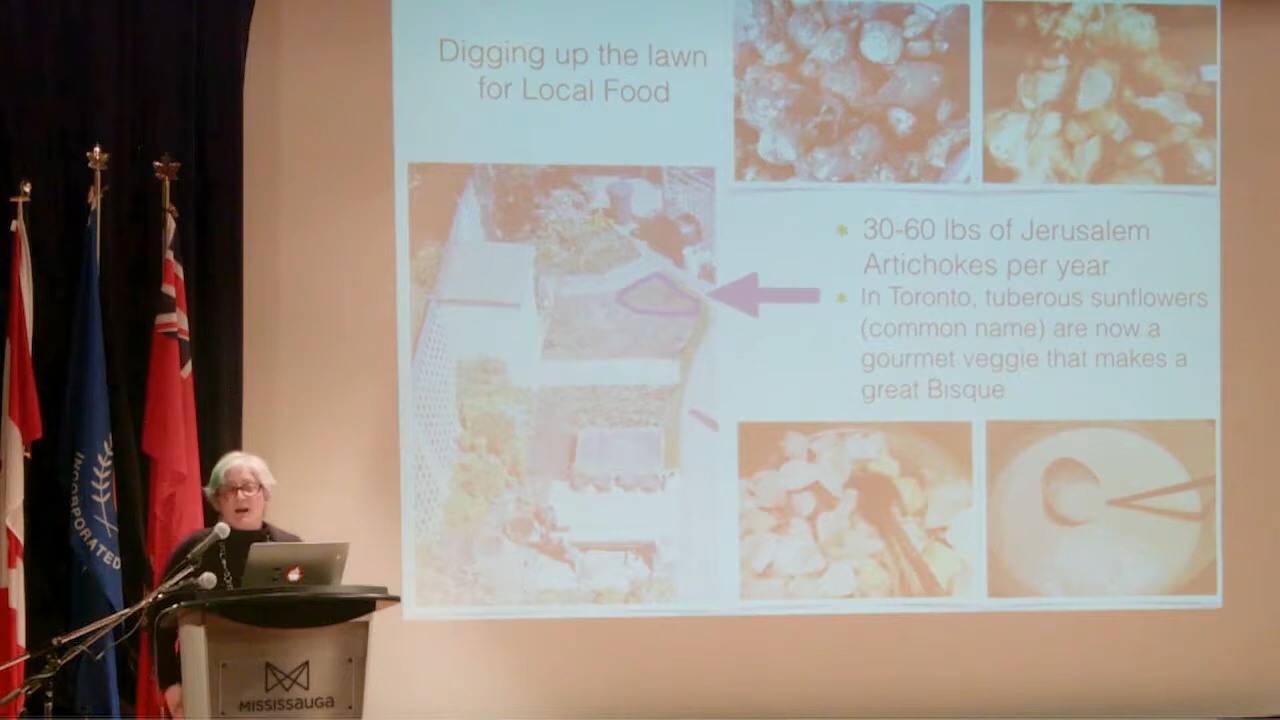 Digging up the lawn
for Local Food
* 30-60 lbs of Jerusalem
Artichokes per year
* In Toronto, tuberous sunflowers
(common name) are now a
gourmet veggie that makes a
great Bisque
INCORPORATED
MISSISSAUGA